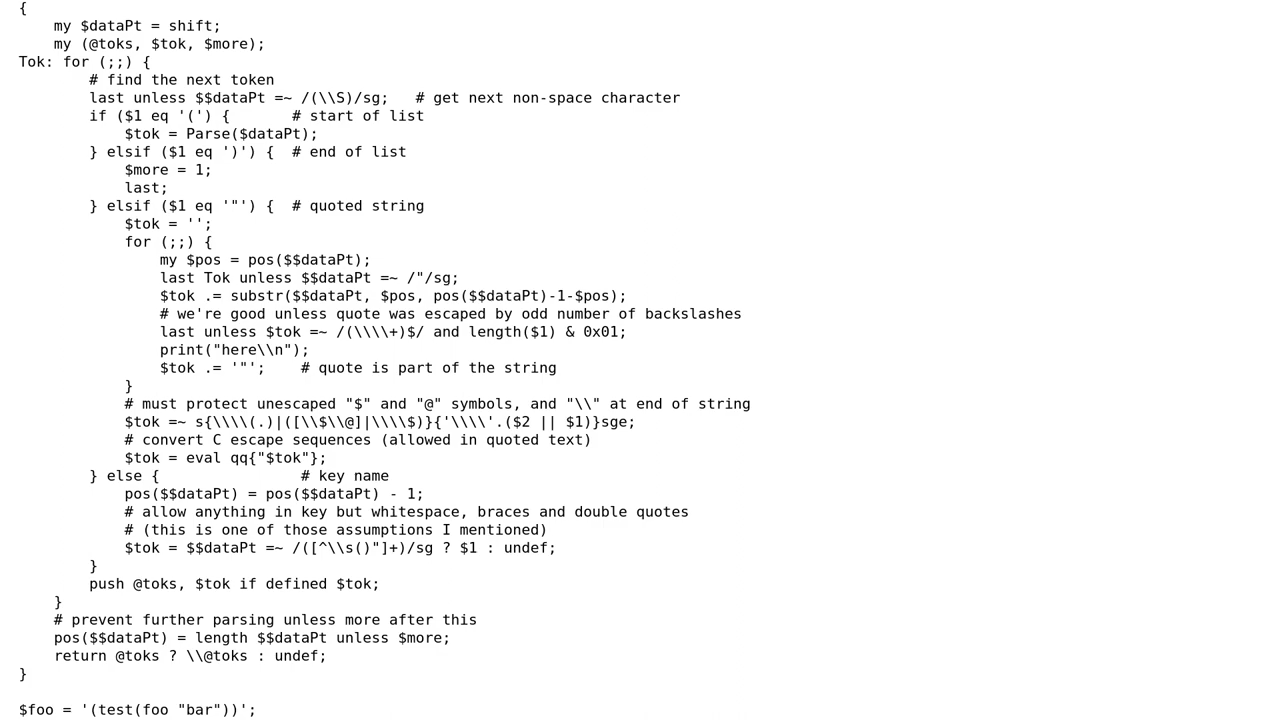 {
    my $dataPt = shift;
    my (@toks, $tok, $more);
Tok: for (;;) {
        # find the next token
        last unless $$dataPt =~ /(\\S)/sg;   # get next non-space character
        if ($1 eq '(') {       # start of list
            $tok = Parse($dataPt);
        } elsif ($1 eq ')') {  # end of list
            $more = 1;
            last;
        } elsif ($1 eq '"') {  # quoted string
            $tok = '';
            for (;;) {
                my $pos = pos($$dataPt);
                last Tok unless $$dataPt =~ /"/sg;
                $tok .= substr($$dataPt, $pos, pos($$dataPt)-1-$pos);
                # we're good unless quote was escaped by odd number of backslashes
                last unless $tok =~ /(\\\\+)$/ and length($1) & 0x01;
                print("here\\n");
                $tok .= '"';    # quote is part of the string
            }
            # must protect unescaped "$" and "@" symbols, and "\\" at end of string
            $tok =~ s{\\\\(.)|([\\$\\@]|\\\\$)}{'\\\\'.($2 || $1)}sge;
            # convert C escape sequences (allowed in quoted text)
            $tok = eval qq{"$tok"};
        } else {                # key name
            pos($$dataPt) = pos($$dataPt) - 1;
            # allow anything in key but whitespace, braces and double quotes
            # (this is one of those assumptions I mentioned)
            $tok = $$dataPt =~ /([^\\s()"]+)/sg ? $1 : undef;
        }
        push @toks, $tok if defined $tok;
    }
    # prevent further parsing unless more after this
    pos($$dataPt) = length $$dataPt unless $more;
    return @toks ? \\@toks : undef;
}

$foo = '(test(foo "bar"))';